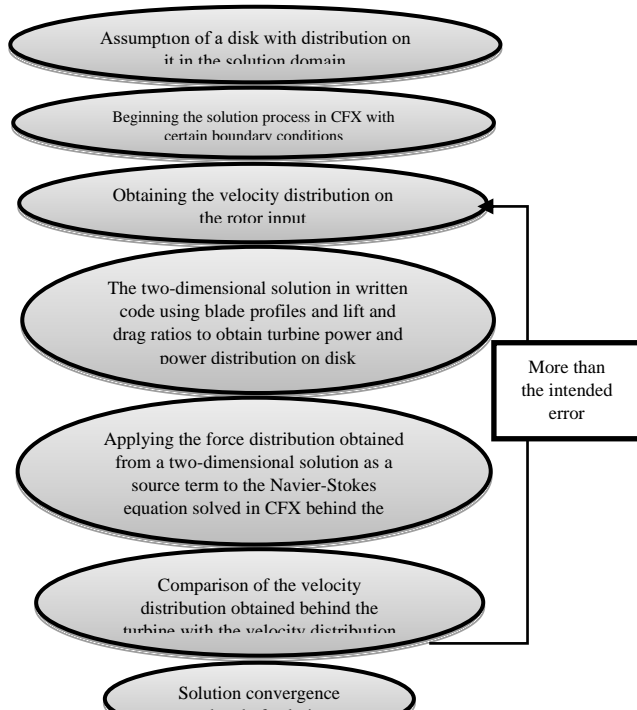 Assumption of a disk with distribution on
it in the solution domain
Beginning the solution process in CFX with
certain boundary conditions
Obtaining the velocity distribution on
the rotor input
The two-dimensional solution in written
code using blade profiles and lift and
drag ratios to obtain turbine power and
power distribution on disk
More than
the intended
error
Applying the force distribution obtained
from a two-dimensional solution as a
source term to the Navier-Stokes
equation solved in CFX behind the
Comparison of the velocity
distribution obtained behind the
turbine with the velocity distribution
Solution convergence